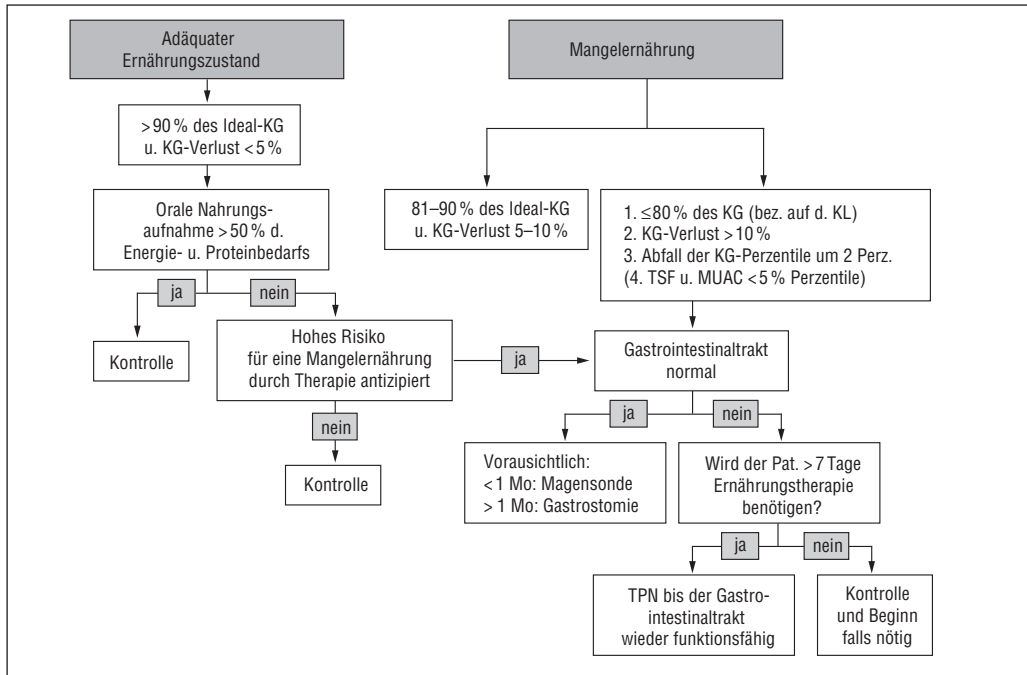 Adäquater
Ernährungszustand
Mangelernährung
>90 % des Ideal-KG
u. KG-Verlust <5 %
Orale Nahrungs-
aufnahme >50 % d.
Energie- u. Proteinbedarfs
81–90 % des Ideal-KG
u. KG-Verlust 5–10 %
1. ≤80 % des KG (bez. auf d. KL)
2. KG-Verlust >10 %
3. Abfall der KG-Perzentile um 2 Perz.
(4. TSF u. MUAC <5 % Perzentile)
ja
nein
Kontrolle
Hohes Risiko
für eine Mangelernährung
durch Therapie antizipiert
ja
Gastrointestinaltrakt
normal
nein
Kontrolle
ja
nein
Vorausichtlich:
<1 Mo: Magensonde
>1 Mo: Gastrostomie
Wird der Pat. >7 Tage
Ernährungstherapie
benötigen?
ja
nein
TPN bis der Gastro-
intestinaltrakt
wieder funktionsfähig
Kontrolle
und Beginn
falls nötig